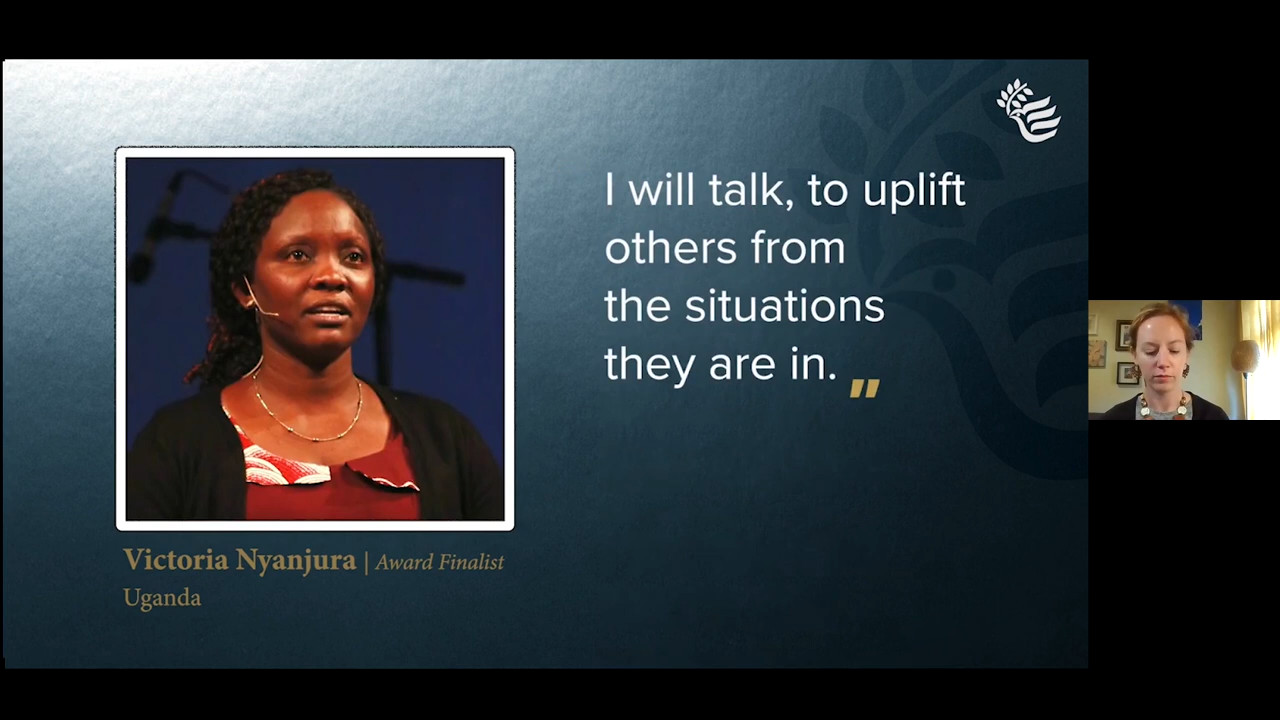 I will talk, to uplift
others from
the situations
they are in. "
Victoria Nyanjura | Award Finalist
Uganda